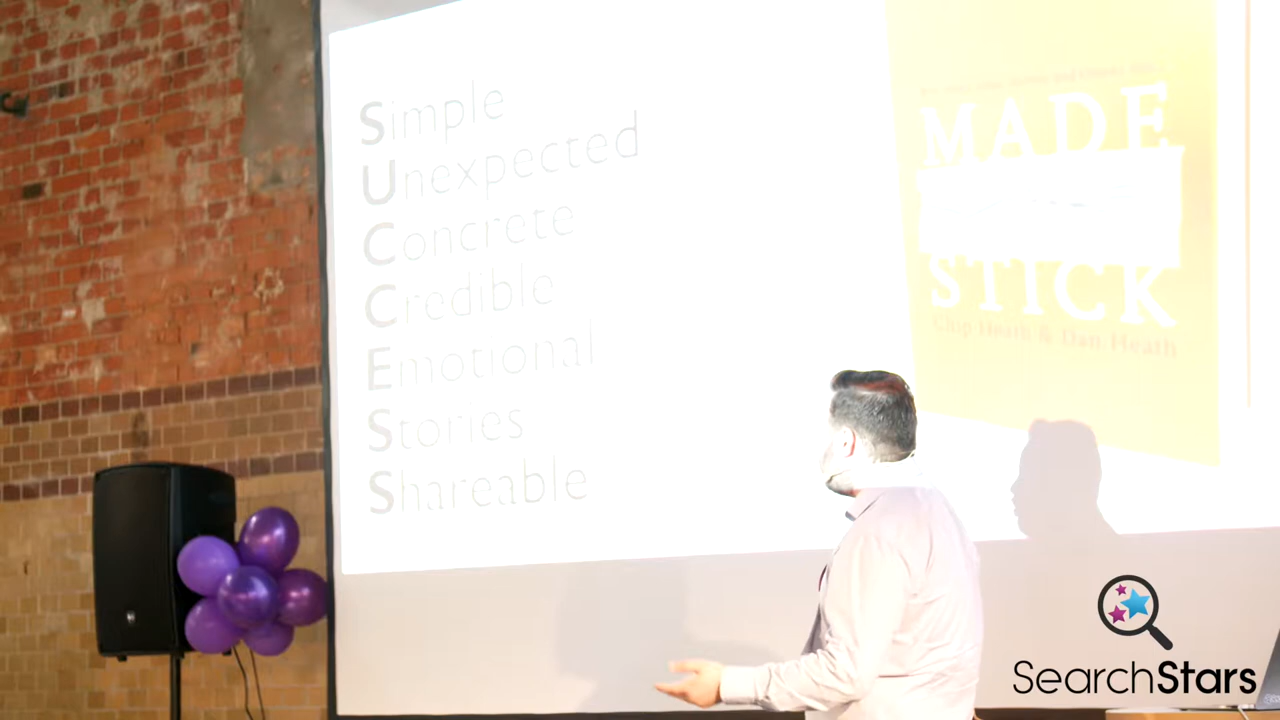 Simple
Unexpected
Concrete
Credible
Emotional
Stories
Shareable
MADE
STICK
Chip Heath & Dan Heath
SearchStars